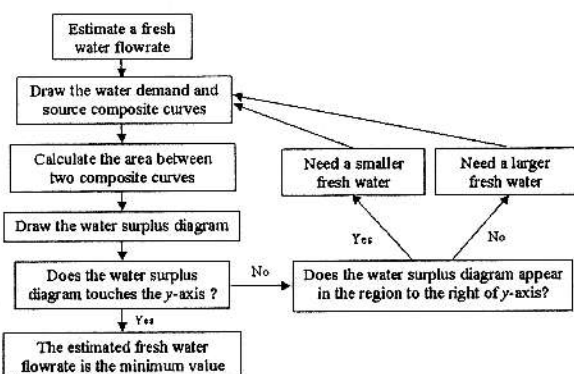 Estimate a fresh
water flowrate
Draw the water demand and
source composite curves
Calculate the area between
two composite curves
Draw the water surplus diagram
Does the water surplus
diagram touches the y-axis ?
Yes
The estimated fresh water
flowrate is the minimum value
No
Does the water surplus diagram appear
in the region to the right of y-axis?
Yes
No
Need a smaller
fresh water
Need a larger
fresh water